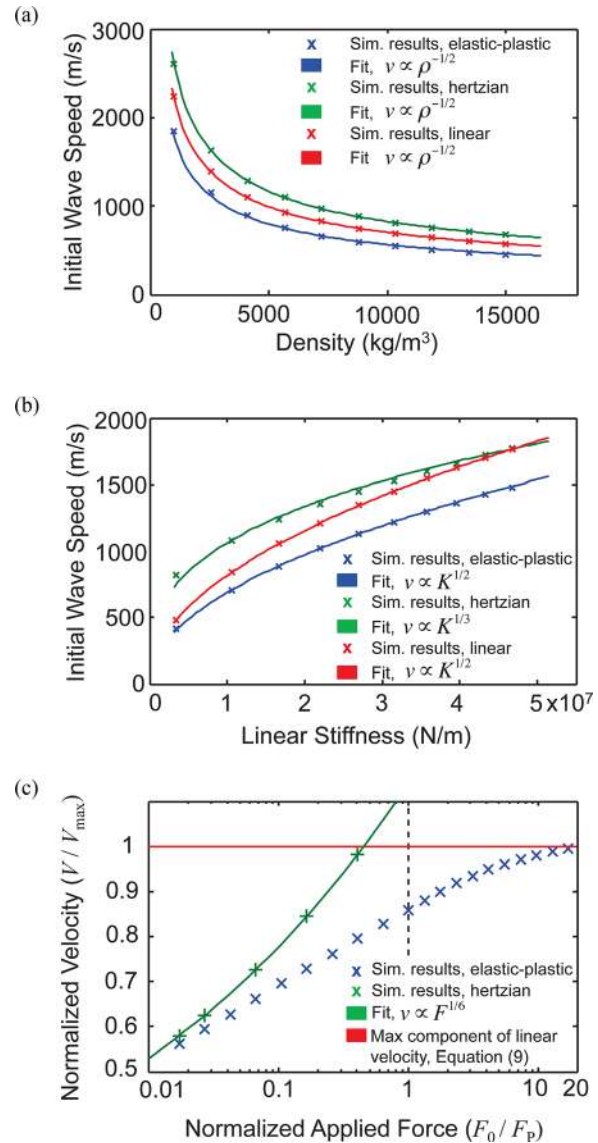 (a)
3000
2000
1000
0
Initial Wave Speed (m/s)
Sim. results, elastic-plastic
Fit, v ∝ ρ^{-1/2}
Sim. results, hertzian
Fit, v ∝ ρ^{-1/2}
Sim. results, linear
Fit v ∝ ρ^{-1/2}
0 5000 10000 15000
Density (kg/m³)
(b)
2000
1500
1000
500
0
Initial Wave Speed (m/s)
Sim. results, elastic-plastic
Fit, v ∝ K^{1/2}
Sim. results, hertzian
Fit, v ∝ K^{1/3}
Sim. results, linear
Fit, v ∝ K^{1/2}
0 1 2 3 4 5 x10⁷
Linear Stiffness (N/m)
(c)
1
0.9
0.8
0.7
0.6
0.5
Normalized Velocity (V / V_max)
Sim. results, elastic-plastic
Sim. results, hertzian
Fit, v ∝ F^{1/6}
Max component of linear
velocity, Equation (9)
0.01 0.1 1 10 20
Normalized Applied Force (F₀ / F_P)